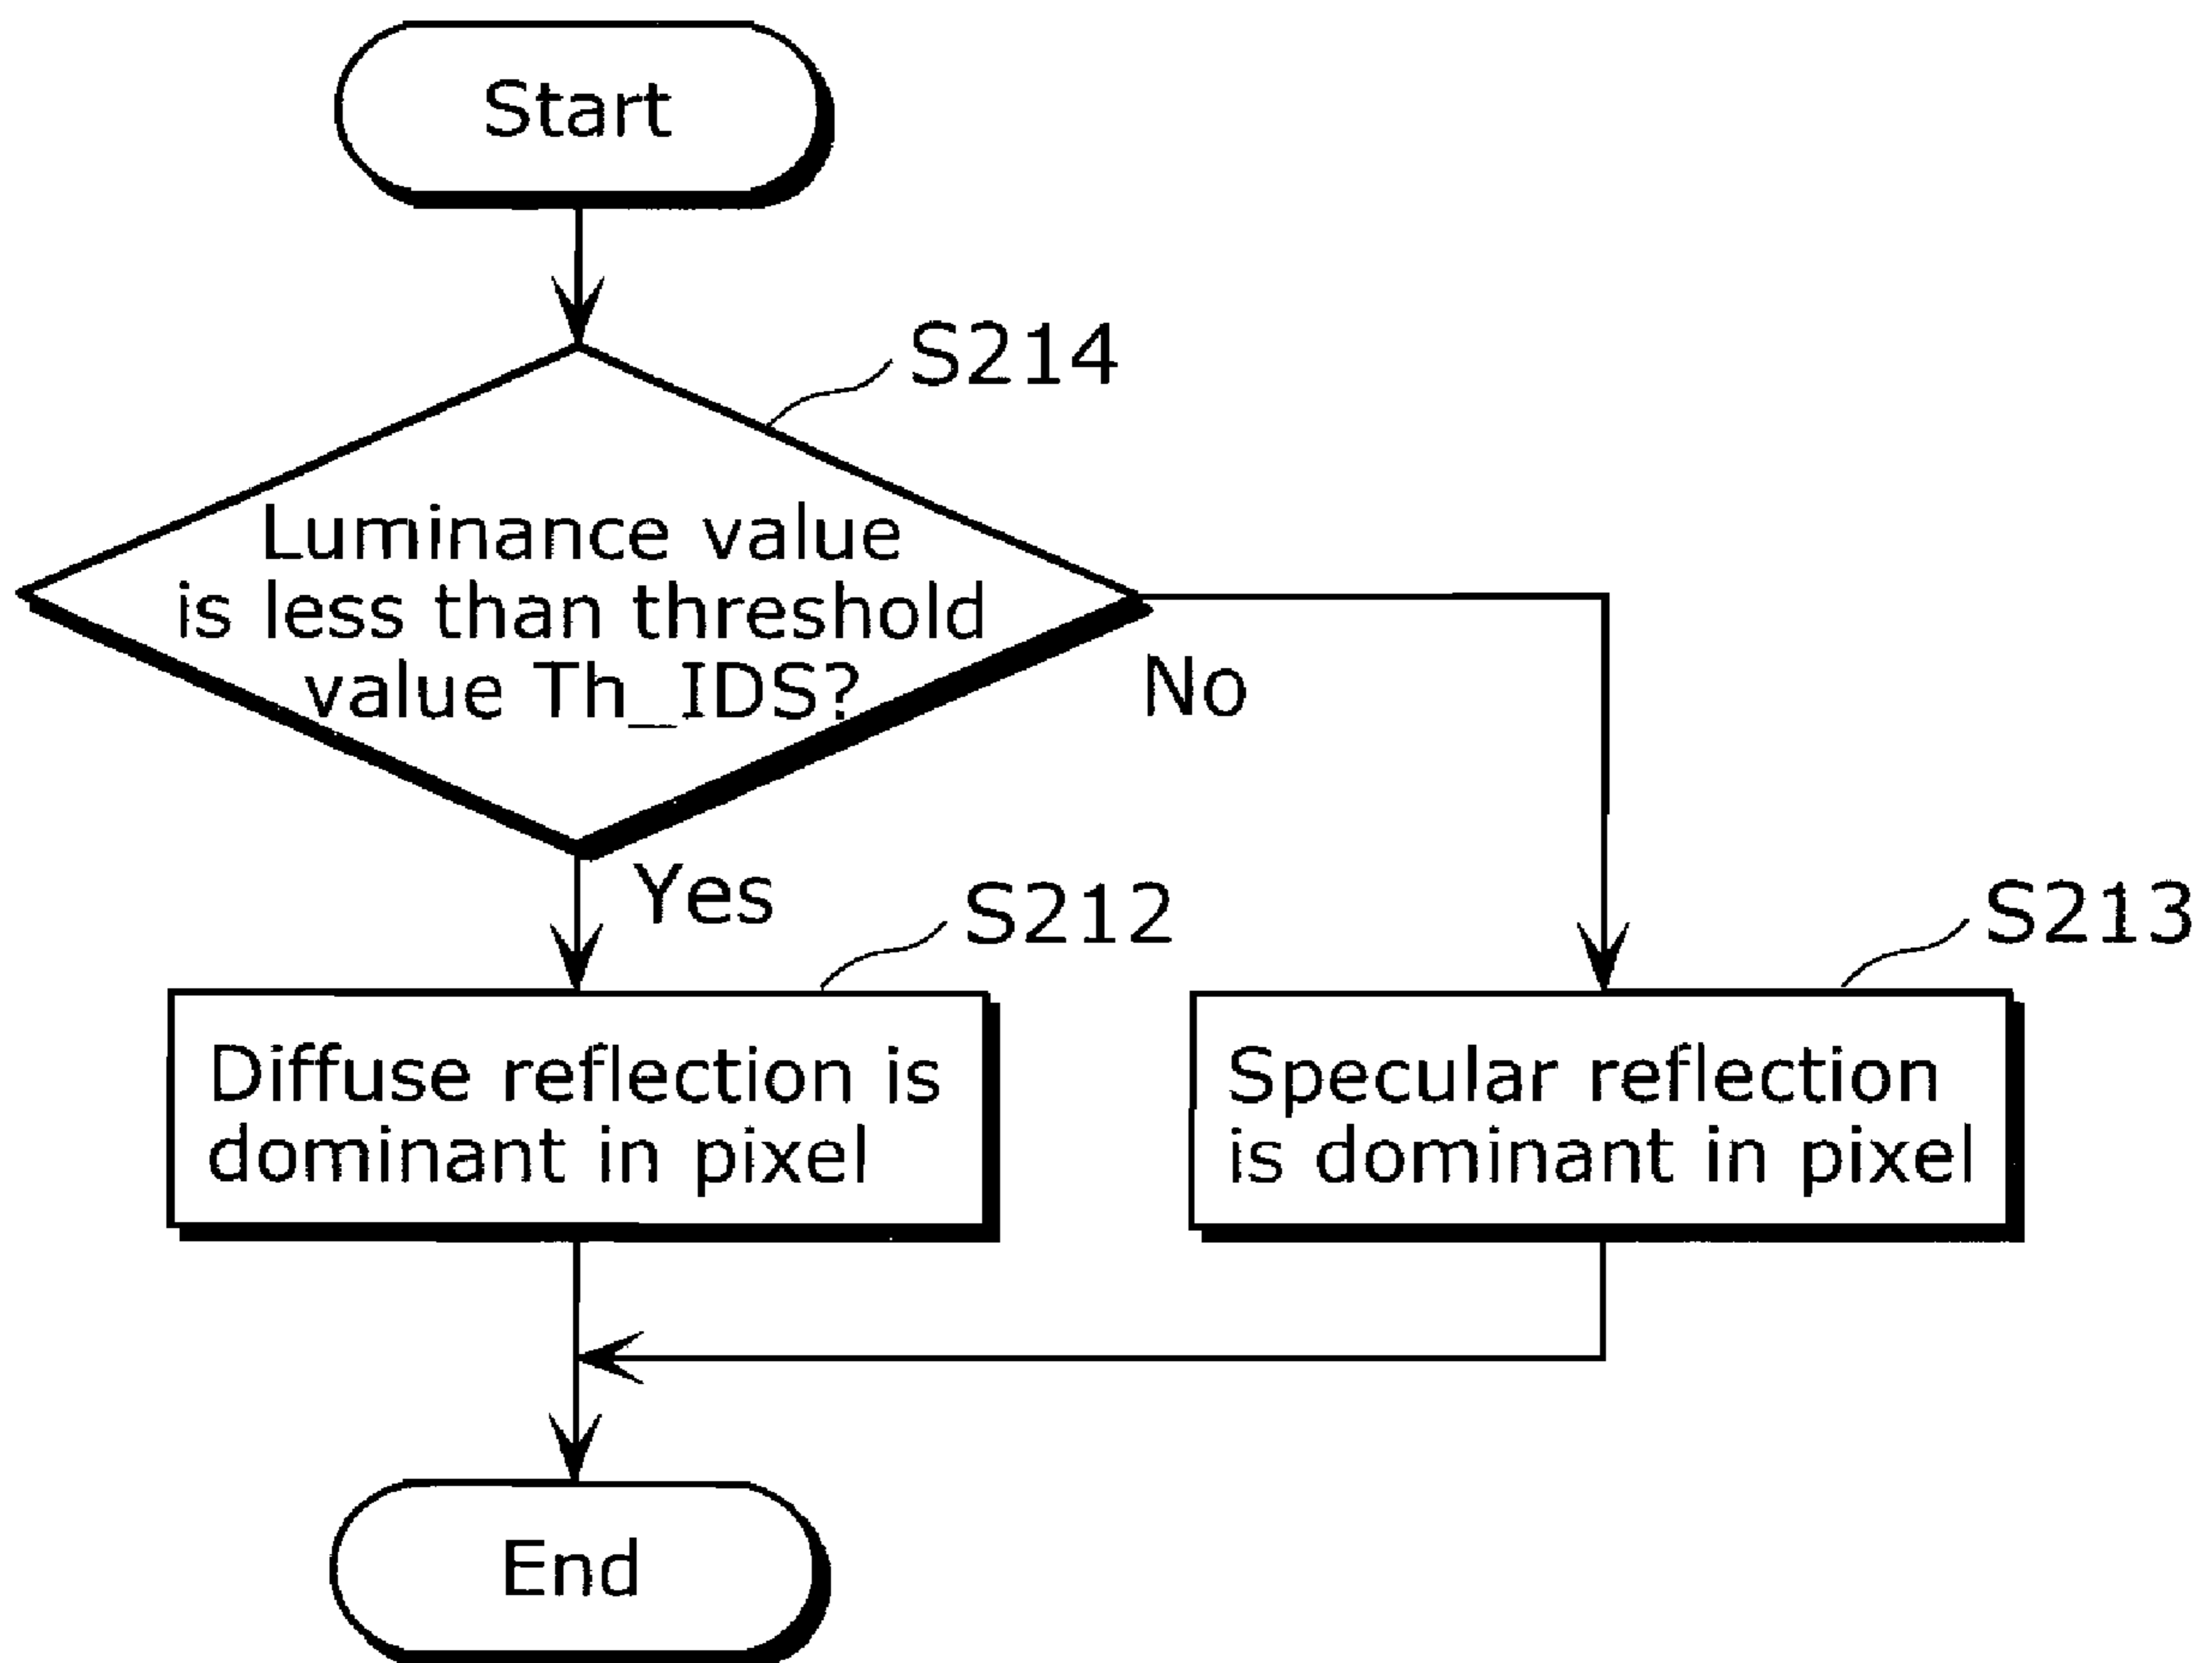 Start
S214
Luminance value
is less than threshold
value Th_IDS?
No
Yes
S212
S213
Diffuse reflection is
dominant in pixel
Specular reflection
is dominant in pixel
End